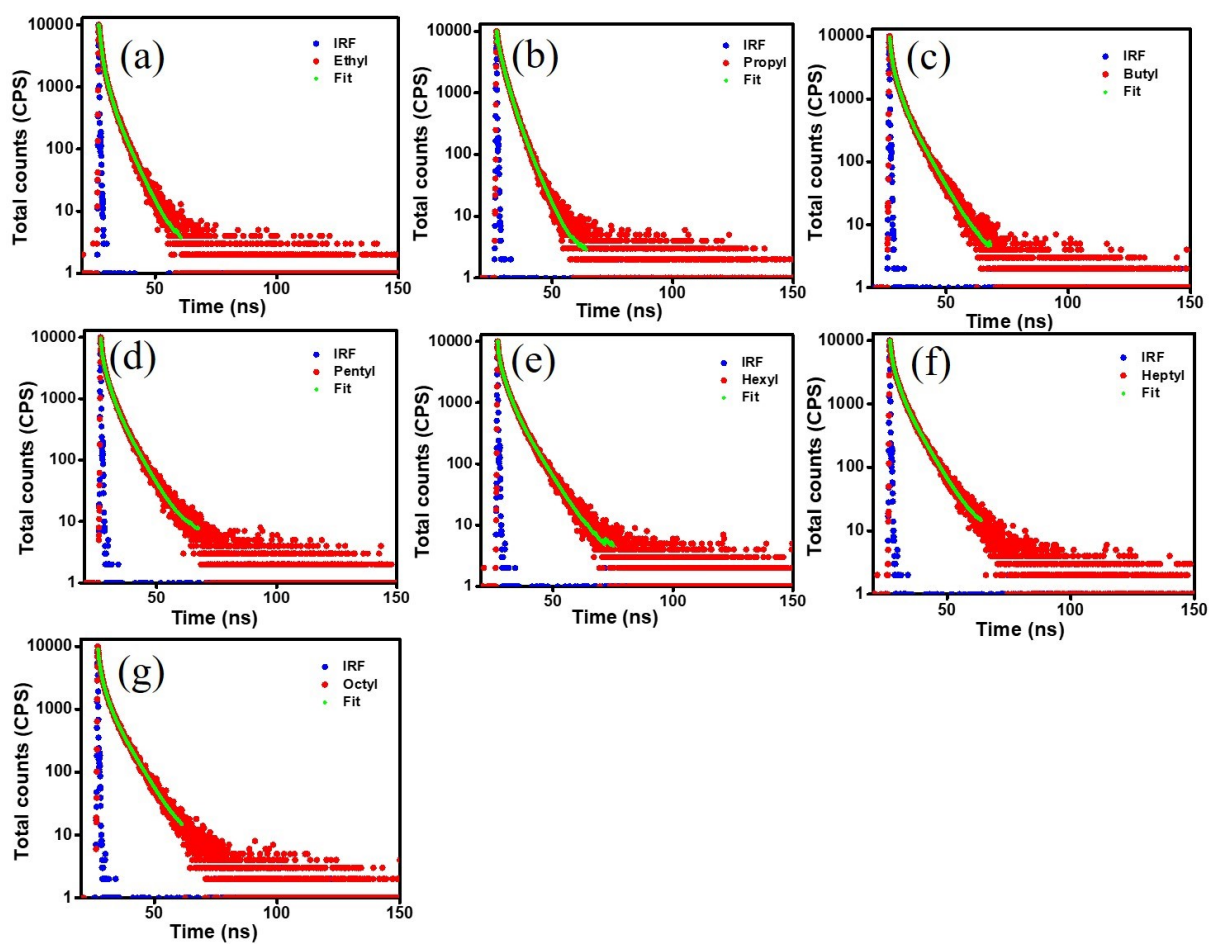 (a)
IRF
Ethyl
Fit
Total counts (CPS)
10000
1000
100
10
1
50
100
150
Time (ns)
(b)
IRF
Propyl
Fit
Total counts (CPS)
10000
1000
100
10
1
50
100
150
Time (ns)
(c)
IRF
Butyl
Fit
Total counts (CPS)
10000
1000
100
10
1
50
100
150
Time (ns)
(d)
IRF
Pentyl
Fit
Total counts (CPS)
10000
1000
100
10
1
50
100
150
Time (ns)
(e)
IRF
Hexyl
Fit
Total counts (CPS)
10000
1000
100
10
1
50
100
150
Time (ns)
(f)
IRF
Heptyl
Fit
Total counts (CPS)
10000
1000
100
10
1
50
100
150
Time (ns)
(g)
IRF
Octyl
Fit
Total counts (CPS)
10000
1000
100
10
1
50
100
150
Time (ns)